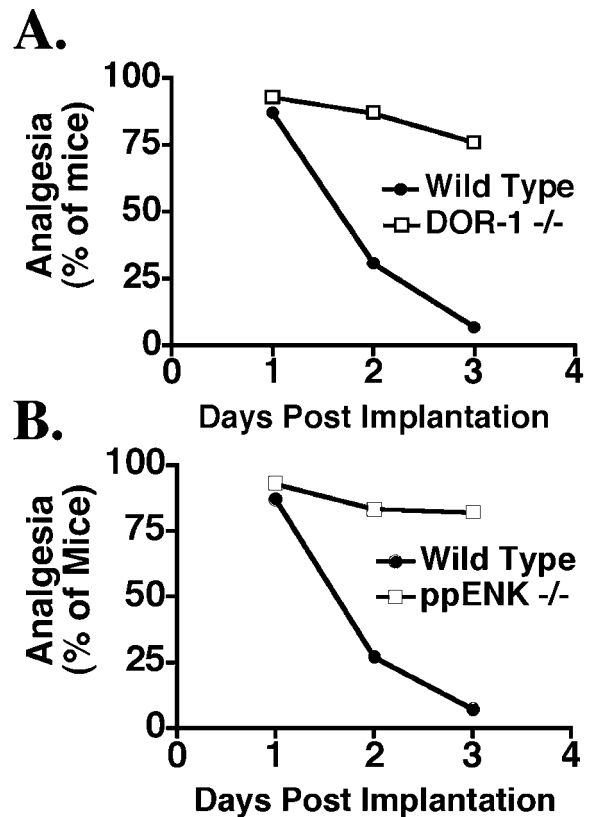 A.
Analgesia
(% of mice)
100
75
50
25
0
Wild Type
DOR-1 -/-
0 1 2 3 4
Days Post Implantation
B.
Analgesia
(% of Mice)
100
75
50
25
0
Wild Type
ppENK -/-
0 1 2 3 4
Days Post Implantation